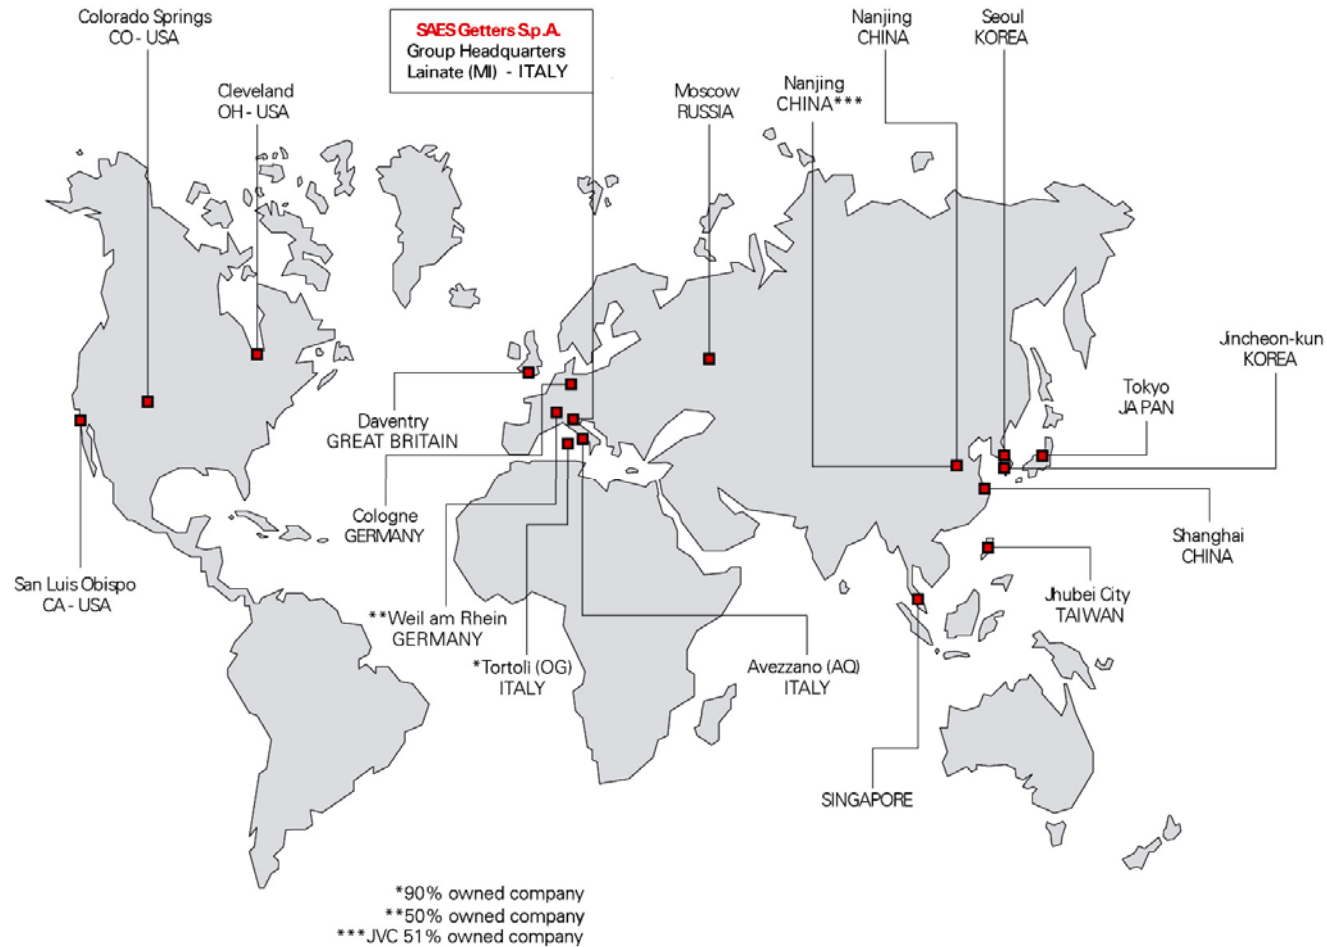 Colorado Springs
CO - USA
Cleveland
OH - USA
SAES Getters S.p.A.
Group Headquarters
Lainate (MI) - ITALY
Moscow
RUSSIA
Nanjing
CHINA***
Nanjing
CHINA
Seoul
KOREA
Jincheon-kun
KOREA
Tokyo
JAPAN
Daventry
GREAT BRITAIN
Cologne
GERMANY
Shanghai
CHINA
San Luis Obispo
CA - USA
**Weil am Rhein
GERMANY
*Tortolì (OG)
ITALY
Avezzano (AQ)
ITALY
Jhubei City
TAIWAN
SINGAPORE
*90% owned company
**50% owned company
***JVC 51% owned company